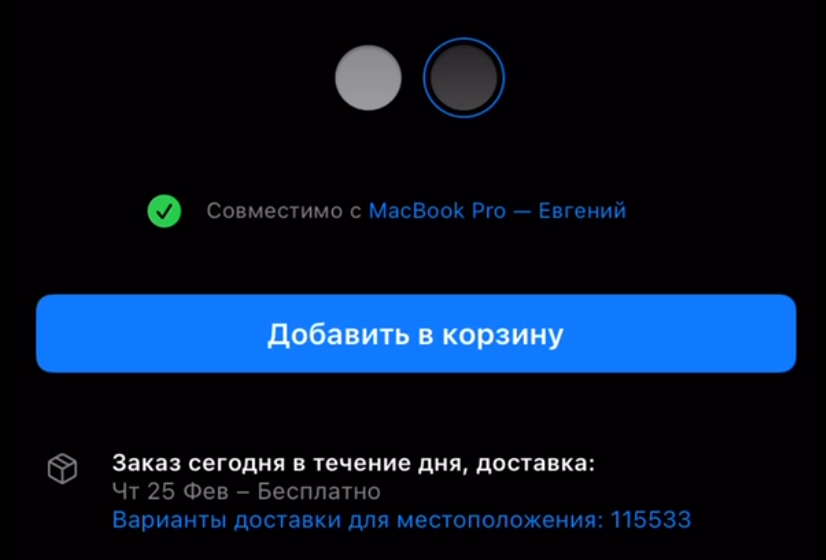 Совместимо с MacBook Pro — Евгений
Добавить в корзину
Заказ сегодня в течение дня, доставка:
Чт 25 Фев – Бесплатно
Варианты доставки для местоположения: 115533